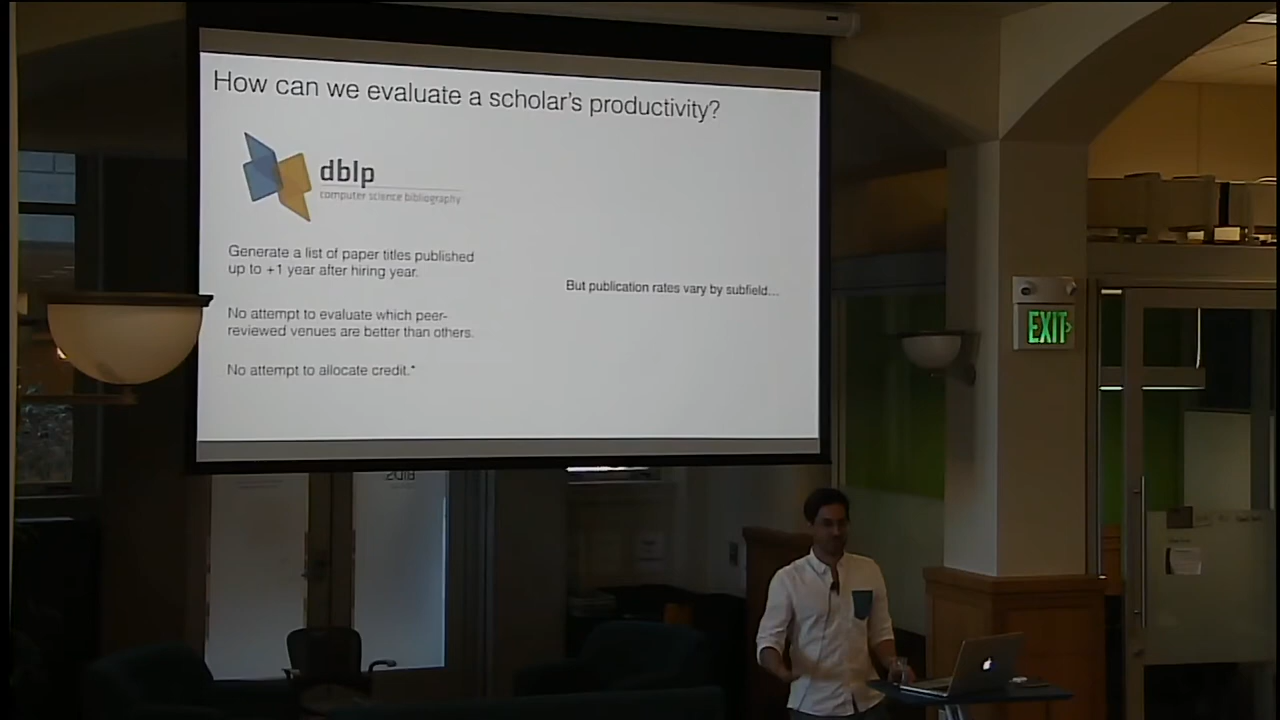 How can we evaluate a scholar's productivity?
dblp
computer science bibliography
Generate a list of paper titles published
up to +1 year after hiring year.
No attempt to evaluate which peer-
reviewed venues are better than others.
No attempt to allocate credit.*
But publication rates vary by subfield...
EXIT